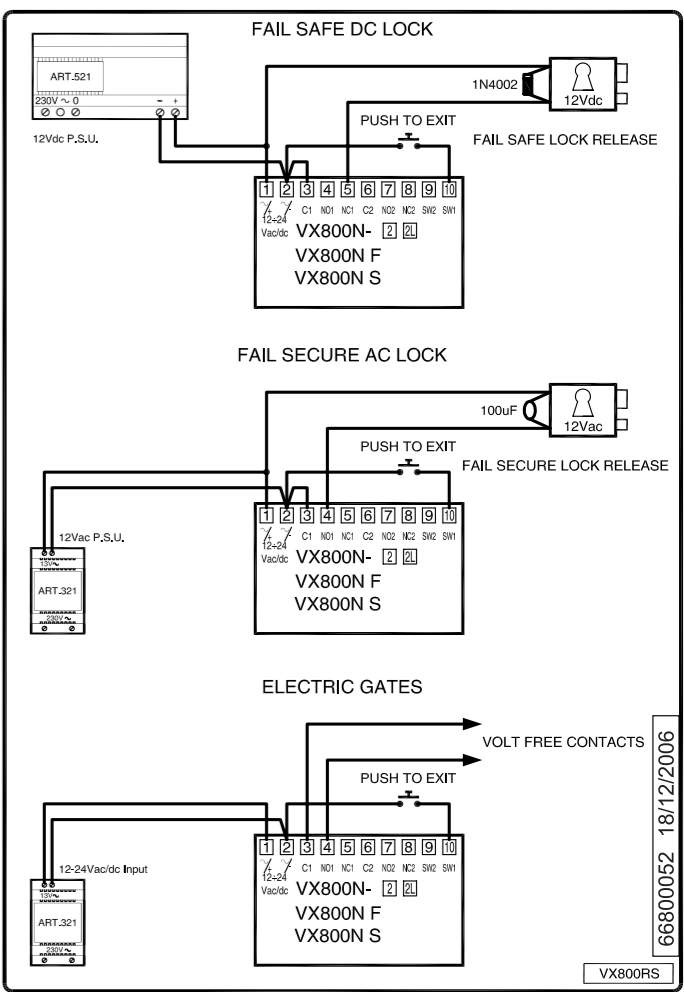 FAIL SAFE DC LOCK
ART.521
230V ~ 0
- +
12Vdc P.S.U.
1N4002
12Vdc
PUSH TO EXIT
FAIL SAFE LOCK RELEASE
1 2 3 4 5 6 7 8 9 10
~/+ ~/- C1 NO1 NC1 C2 NO2 NC2 SW2 SW1
12÷24
Vac/dc VX800N- 2 2L
VX800N F
VX800N S
FAIL SECURE AC LOCK
100uF
12Vac
PUSH TO EXIT
FAIL SECURE LOCK RELEASE
12Vac P.S.U.
13V~
ART.321
230V ~
1 2 3 4 5 6 7 8 9 10
~/+ ~/- C1 NO1 NC1 C2 NO2 NC2 SW2 SW1
12÷24
Vac/dc VX800N- 2 2L
VX800N F
VX800N S
ELECTRIC GATES
VOLT FREE CONTACTS
PUSH TO EXIT
12-24Vac/dc Input
13V~
ART.321
230V ~
1 2 3 4 5 6 7 8 9 10
~/+ ~/- C1 NO1 NC1 C2 NO2 NC2 SW2 SW1
12÷24
Vac/dc VX800N- 2 2L
VX800N F
VX800N S
66800052 18/12/2006
VX800RS